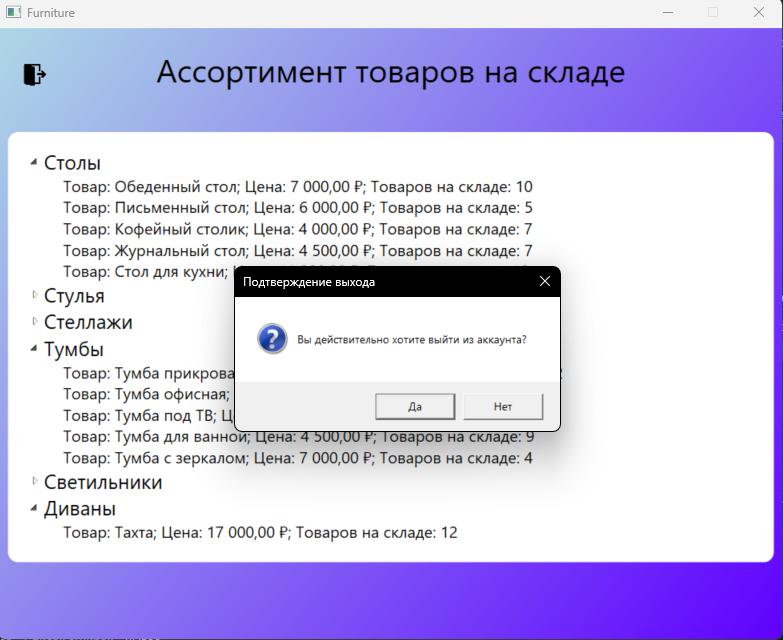 Furniture
Ассортимент товаров на складе
Столы
Товар: Обеденный стол; Цена: 7 000,00 ₽; Товаров на складе: 10
Товар: Письменный стол; Цена: 6 000,00 ₽; Товаров на складе: 5
Товар: Кофейный столик; Цена: 4 000,00 ₽; Товаров на складе: 7
Товар: Журнальный стол; Цена: 4 500,00 ₽; Товаров на складе: 7
Товар: Стол для кухни;
Подтверждение выхода
Стулья
Стеллажи
Вы действительно хотите выйти из аккаунта?
Тумбы
Товар: Тумба
Товар: Тумба офисная;
Да
Нет
Товар: Тумба под ТВ;
Товар: Тумба для ванной; Цена: 4 500,00 ₽; Товаров на складе: 9
Товар: Тумба с зеркалом; Цена: 7 000,00 ₽; Товаров на складе: 4
Светильники
Диваны
Товар: Тахта; Цена: 17 000,00 ₽; Товаров на складе: 12